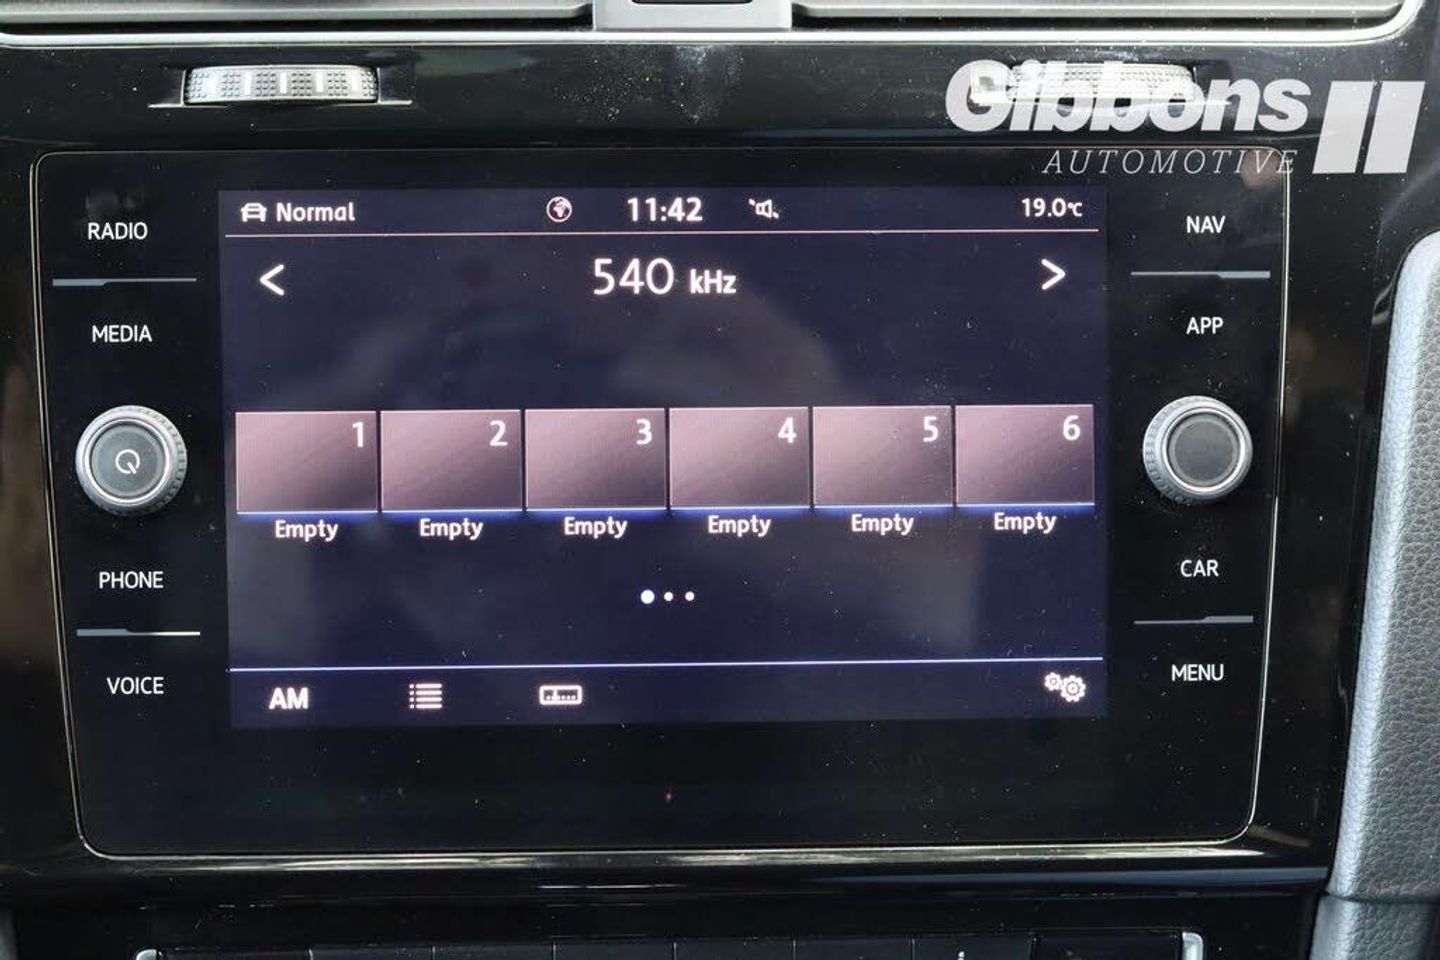 Gibbons
AUTOMOTIVE
Normal 11:42 19.0°C
RADIO
NAV
540 kHz
MEDIA
APP
1 2 3 4 5 6
Empty Empty Empty Empty Empty Empty
PHONE
CAR
VOICE
MENU
AM